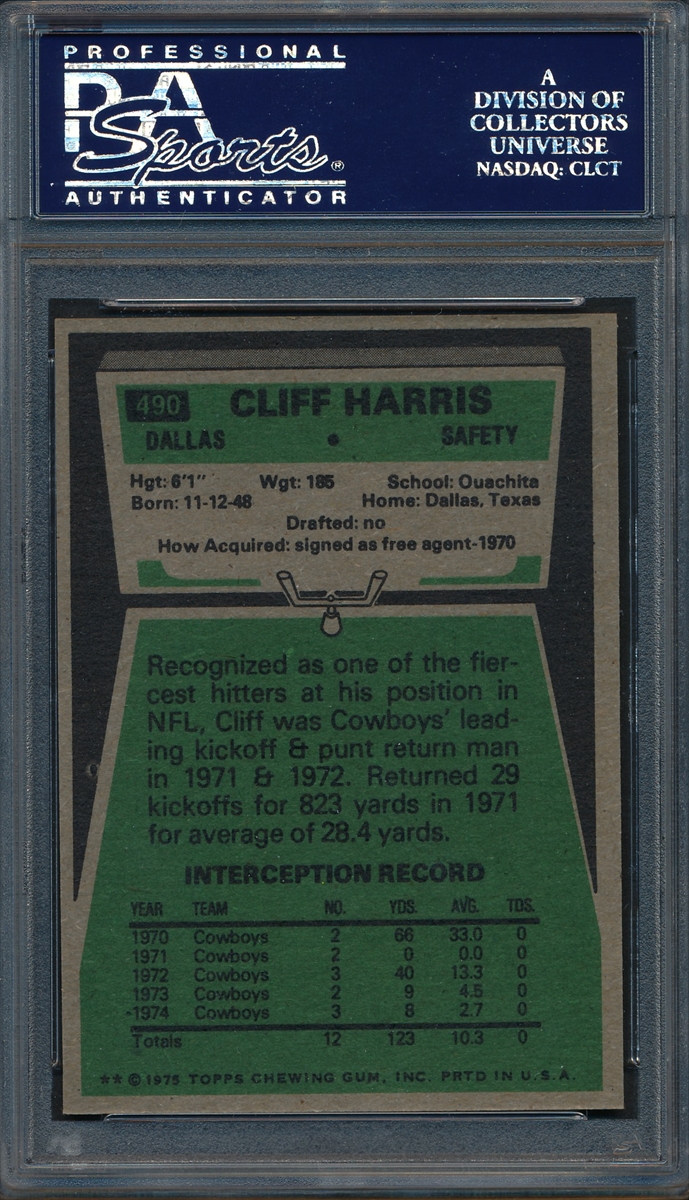 PROFESSIONAL
PSA
Sports®
AUTHENTICATOR
A
DIVISION OF
COLLECTORS
UNIVERSE
NASDAQ: CLCT
490 CLIFF HARRIS
DALLAS • SAFETY
Hgt: 6'1" Wgt: 185 School: Ouachita
Born: 11-12-48 Home: Dallas, Texas
Drafted: no
How Acquired: signed as free agent-1970
Recognized as one of the fier-
cest hitters at his position in
NFL, Cliff was Cowboys' lead-
ing kickoff & punt return man
in 1971 & 1972. Returned 29
kickoffs for 823 yards in 1971
for average of 28.4 yards.
INTERCEPTION RECORD
YEAR TEAM NO. YDS. AVG. TDS.
1970 Cowboys 2 66 33.0 0
1971 Cowboys 2 0 0.0 0
1972 Cowboys 3 40 13.3 0
1973 Cowboys 2 9 4.5 0
1974 Cowboys 3 8 2.7 0
Totals 12 123 10.3 0
** © 1975 TOPPS CHEWING GUM, INC. PRTD IN U.S.A.